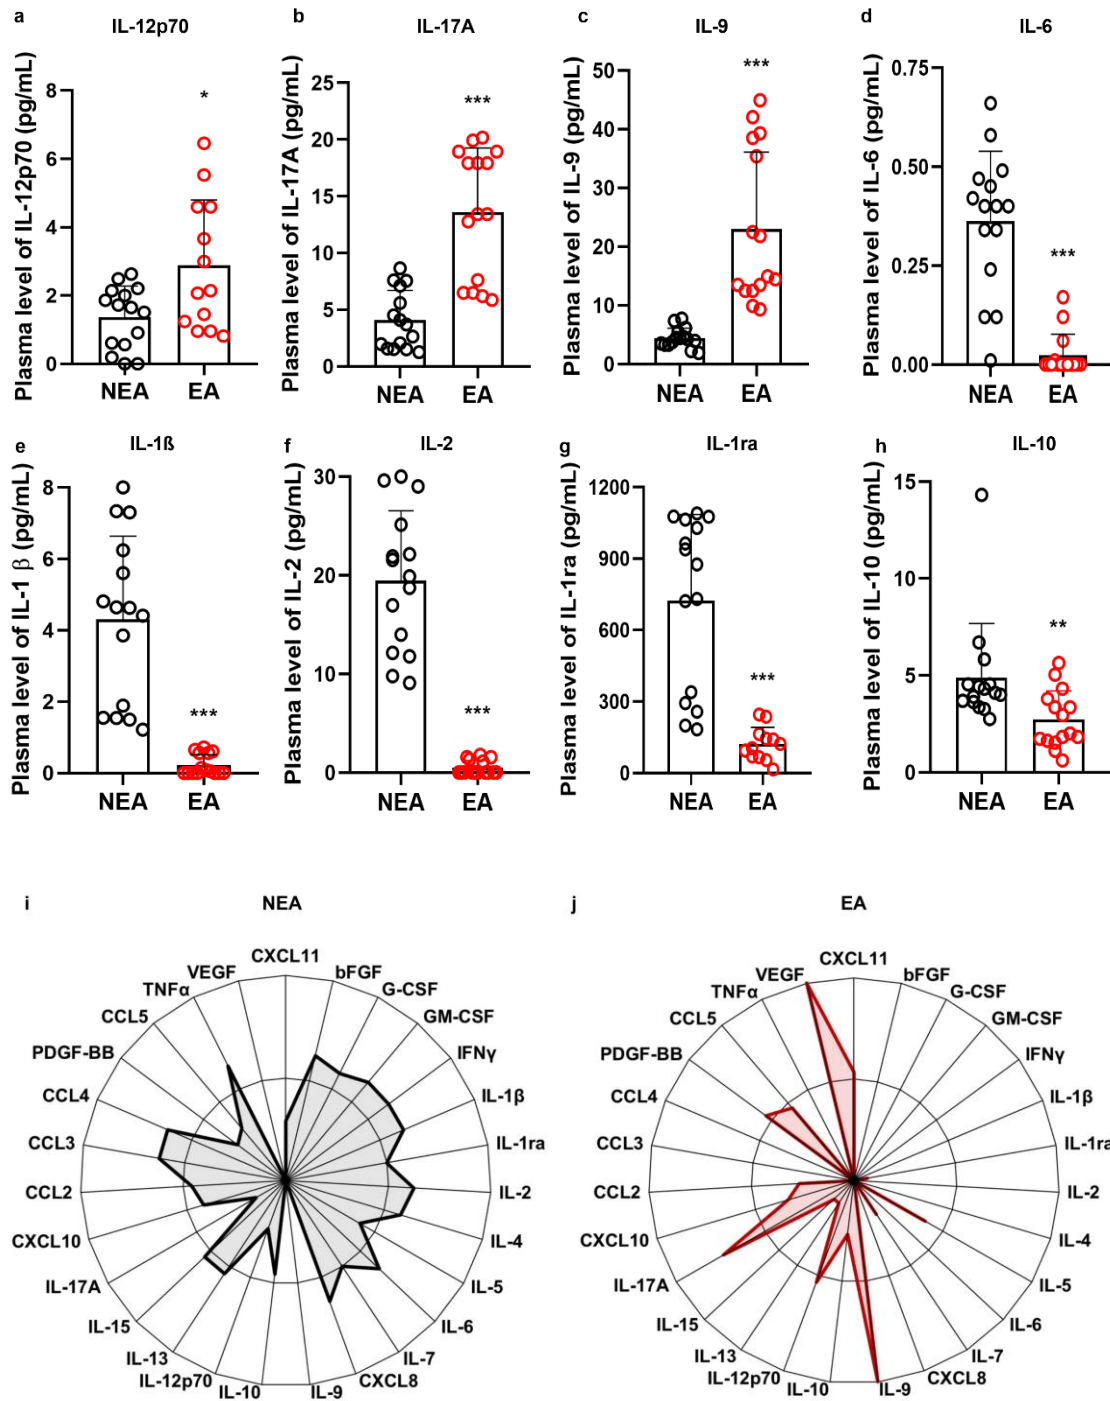 a
IL-12p70
Plasma level of IL-12p70 (pg/mL)
8
6
4
2
0
*
NEA
EA
b
IL-17A
Plasma level of IL-17A (pg/mL)
25
20
15
10
5
0
***
NEA
EA
c
IL-9
Plasma level of IL-9 (pg/mL)
50
40
30
20
10
0
***
NEA
EA
d
IL-6
Plasma level of IL-6 (pg/mL)
0.75
0.50
0.25
0.00
***
NEA
EA
e
IL-1ß
Plasma level of IL-1 β (pg/mL)
8
6
4
2
0
***
NEA
EA
f
IL-2
Plasma level of IL-2 (pg/mL)
30
20
10
0
***
NEA
EA
g
IL-1ra
Plasma level of IL-1ra (pg/mL)
1200
900
600
300
0
***
NEA
EA
h
IL-10
Plasma level of IL-10 (pg/mL)
15
10
5
0
**
NEA
EA
i
NEA
CXCL11
bFGF
G-CSF
GM-CSF
IFNγ
IL-1β
IL-1ra
IL-2
IL-4
IL-5
IL-6
IL-7
CXCL8
IL-9
IL-10
IL-12p70
IL-13
IL-15
IL-17A
CXCL10
CCL2
CCL3
CCL4
PDGF-BB
CCL5
TNFα
VEGF
j
EA
CXCL11
bFGF
G-CSF
GM-CSF
IFNγ
IL-1β
IL-1ra
IL-2
IL-4
IL-5
IL-6
IL-7
CXCL8
IL-9
IL-10
IL-12p70
IL-13
IL-15
IL-17A
CXCL10
CCL2
CCL3
CCL4
PDGF-BB
CCL5
TNFα
VEGF